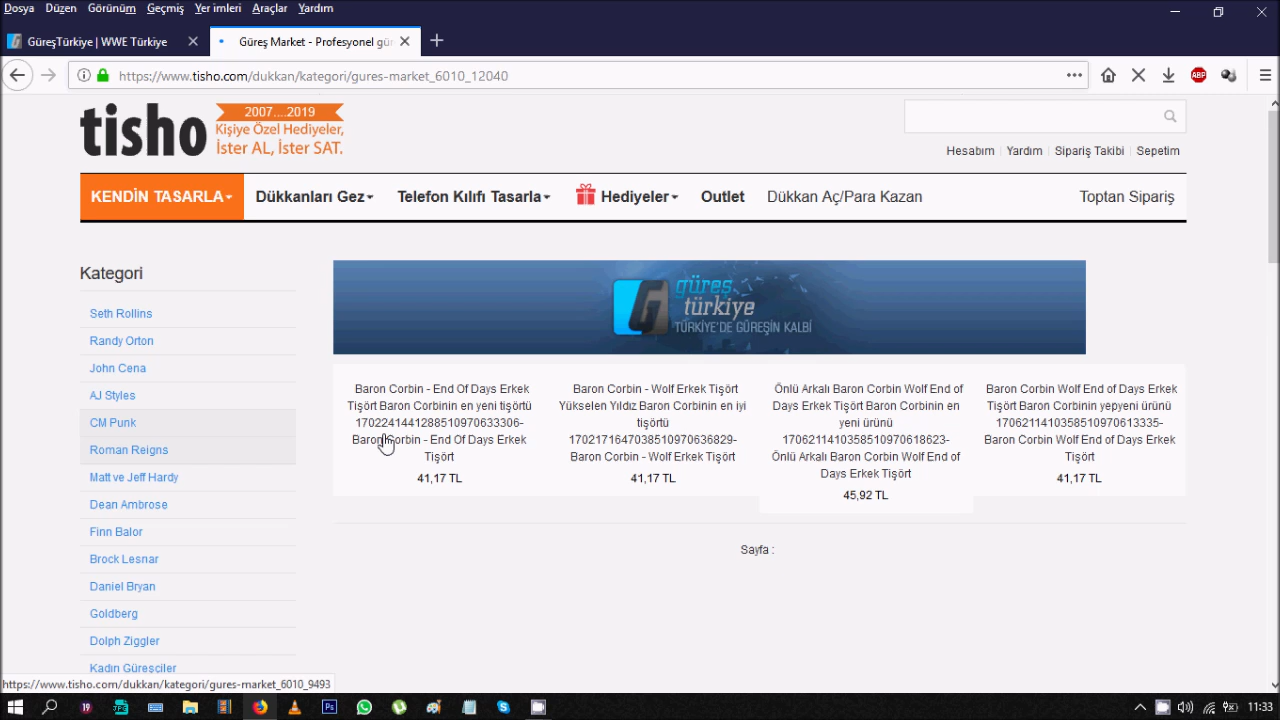 Dosya Düzen Görünüm Geçmiş Yer imleri Araçlar Yardım
GüreşTürkiye | WWE Türkiye
Güreş Market - Profesyonel gür
https://www.tisho.com/dukkan/kategori/gures-market_6010_12040
ABP
tisho
2007....2019
Kişiye Özel Hediyeler,
İster AL, İster SAT.
Hesabım Yardım Sipariş Takibi Sepetim
KENDİN TASARLA Dükkanları Gez Telefon Kılıfı Tasarla Hediyeler Outlet Dükkan Aç/Para Kazan Toptan Sipariş
Kategori
Seth Rollins
Randy Orton
John Cena
AJ Styles
CM Punk
Roman Reigns
Matt ve Jeff Hardy
Dean Ambrose
Finn Balor
Brock Lesnar
Daniel Bryan
Goldberg
Dolph Ziggler
Kadın Güreşçiler
G
güreş
türkiye
TÜRKİYE'DE GÜREŞİN KALBİ
Baron Corbin - End Of Days Erkek
Tişört Baron Corbinin en yeni tişörtü
1702241441288510970633306-
Baron Corbin - End Of Days Erkek
Tişört
41,17 TL
Baron Corbin - Wolf Erkek Tişört
Yükselen Yıldız Baron Corbinin en iyi
tişörtü
1702171647038510970636829-
Baron Corbin - Wolf Erkek Tişört
41,17 TL
Önlü Arkalı Baron Corbin Wolf End of
Days Erkek Tişört Baron Corbinin en
yeni ürünü
1706211410358510970618623-
Önlü Arkalı Baron Corbin Wolf End of
Days Erkek Tişört
45,92 TL
Baron Corbin Wolf End of Days Erkek
Tişört Baron Corbinin yepyeni ürünü
1706211410358510970613335-
Baron Corbin Wolf End of Days Erkek
Tişört
41,17 TL
Sayfa :
https://www.tisho.com/dukkan/kategori/gures-market_6010_9493
11:33